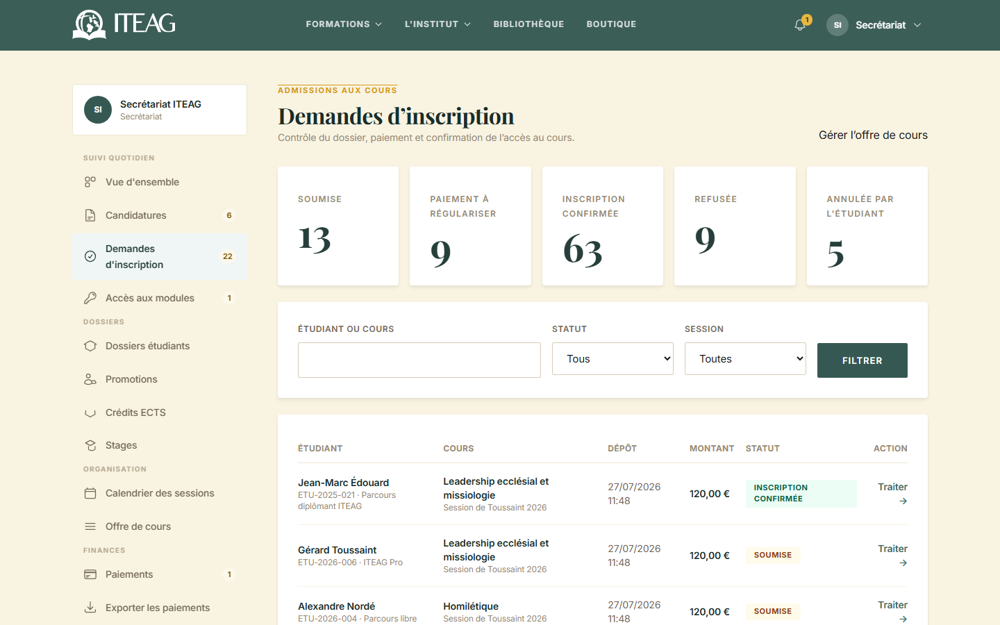 ITEAG
FORMATIONS
L'INSTITUT
BIBLIOTHÈQUE
BOUTIQUE
1
SI
Secrétariat
SI
Secrétariat ITEAG
Secrétariat
SUIVI QUOTIDIEN
Vue d'ensemble
Candidatures 6
Demandes
d'inscription 22
Accès aux modules 1
DOSSIERS
Dossiers étudiants
Promotions
Crédits ECTS
Stages
ORGANISATION
Calendrier des sessions
Offre de cours
FINANCES
Paiements 1
Exporter les paiements
ADMISSIONS AUX COURS
Demandes d’inscription
Contrôle du dossier, paiement et confirmation de l’accès au cours.
Gérer l’offre de cours
SOUMISE
13
PAIEMENT À
RÉGULARISER
9
INSCRIPTION
CONFIRMÉE
63
REFUSÉE
9
ANNULÉE PAR
L'ÉTUDIANT
5
ÉTUDIANT OU COURS
STATUT
Tous
SESSION
Toutes
FILTRER
ÉTUDIANT COURS DÉPÔT MONTANT STATUT ACTION
Jean-Marc Édouard
ETU-2025-021 · Parcours
diplômant ITEAG
Leadership ecclésial et
missiologie
Session de Toussaint 2026
27/07/2026
11:48
120,00 €
INSCRIPTION
CONFIRMÉE
Traiter
→
Gérard Toussaint
ETU-2026-006 · ITEAG Pro
Leadership ecclésial et
missiologie
Session de Toussaint 2026
27/07/2026
11:48
120,00 €
SOUMISE
Traiter
→
Alexandre Nordé
ETU-2026-004 · Parcours libre
Homilétique
Session de Toussaint 2026
27/07/2026
11:48
120,00 €
SOUMISE
Traiter
→